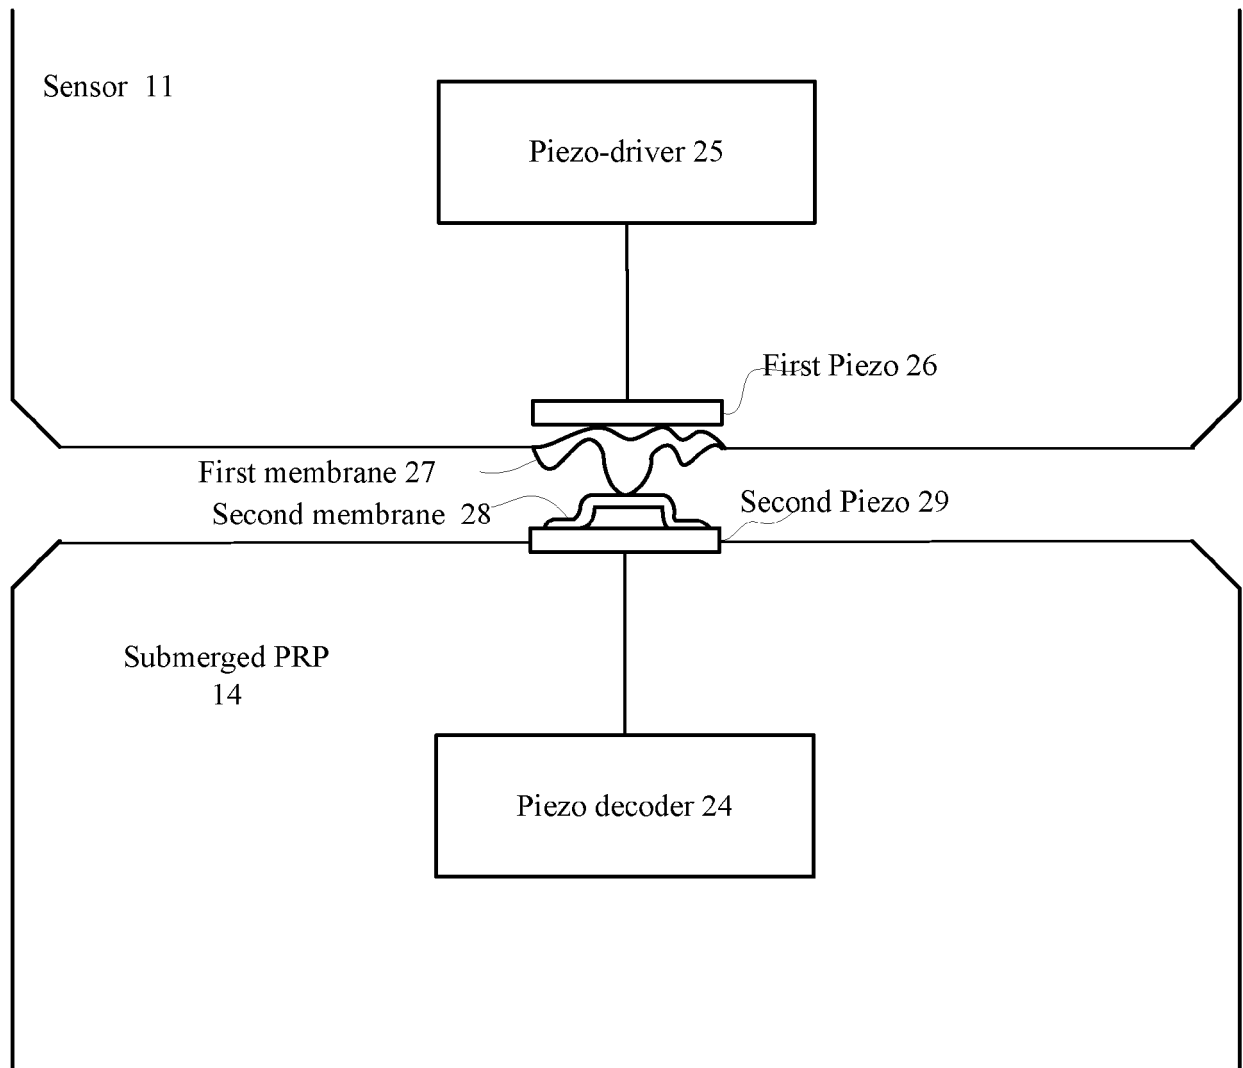 Sensor 11
Piezo-driver 25
First Piezo 26
First membrane 27
Second Piezo 29
Second membrane 28
Submerged PRP
14
Piezo decoder 24